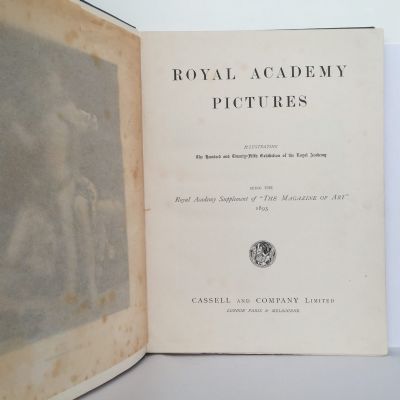 ROYAL ACADEMY
PICTURES
ILLUSTRATING
The Hundred and Twenty-Fifth Exhibition of the Royal Academy
BEING THE
Royal Academy Supplement of "THE MAGAZINE OF ART"
1895
CASSELL AND COMPANY LIMITED
LONDON PARIS & MELBOURNE